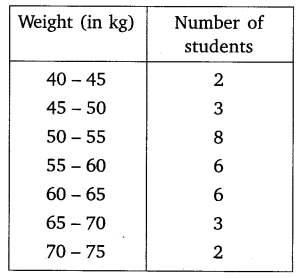 Weight (in kg) Number of
students
40 – 45 2
45 – 50 3
50 – 55 8
55 – 60 6
60 – 65 6
65 – 70 3
70 – 75 2